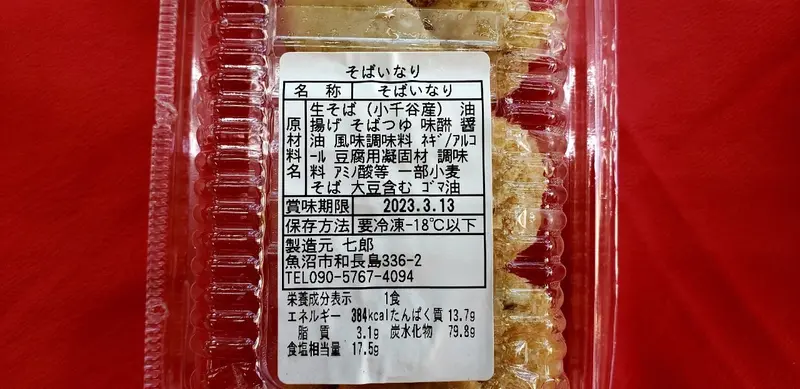 そばいなり
名 称 そばいなり
原材料名 生そば(小千谷産) 油
揚げ そばつゆ 味醂 醤
油 風味調味料 ネギ/アルコ
ール 豆腐用凝固材 調味
料 アミノ酸等 一部小麦
そば 大豆含む ゴマ油
賞味期限 2023.3.13
保存方法 要冷凍-18℃以下
製造元 七郎
魚沼市和長島336-2
TEL090-5767-4094
栄養成分表示 1食
エネルギー 384kcalたんぱく質 13.7g
脂 質 3.1g 炭水化物 79.8g
食塩相当量 17.5g